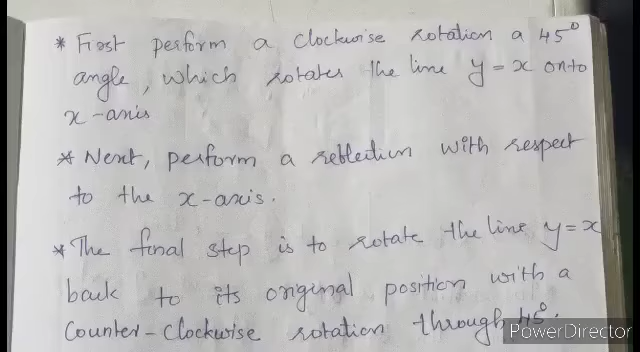 * First perform a clockwise rotation a 45°
angle, which rotates the line y = x onto
x-axis
* Next, perform a reflection with respect
to the x-axis.
* The final step is to rotate the line y = x
back to its original position with a
Counter-clockwise rotation through 45°.
PowerDirector